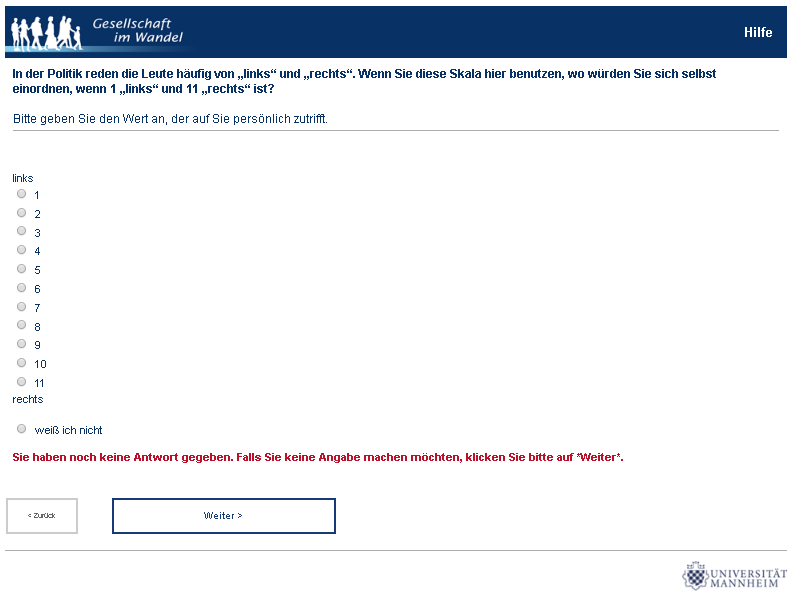 Gesellschaft
im Wandel
Hilfe
In der Politik reden die Leute häufig von „links“ und „rechts“. Wenn Sie diese Skala hier benutzen, wo würden Sie sich selbst
einordnen, wenn 1 „links“ und 11 „rechts“ ist?
Bitte geben Sie den Wert an, der auf Sie persönlich zutrifft.
links
1
2
3
4
5
6
7
8
9
10
11
rechts
weiß ich nicht
Sie haben noch keine Antwort gegeben. Falls Sie keine Angabe machen möchten, klicken Sie bitte auf *Weiter*.
< Zurück
Weiter >
UNIVERSITÄT
MANNHEIM